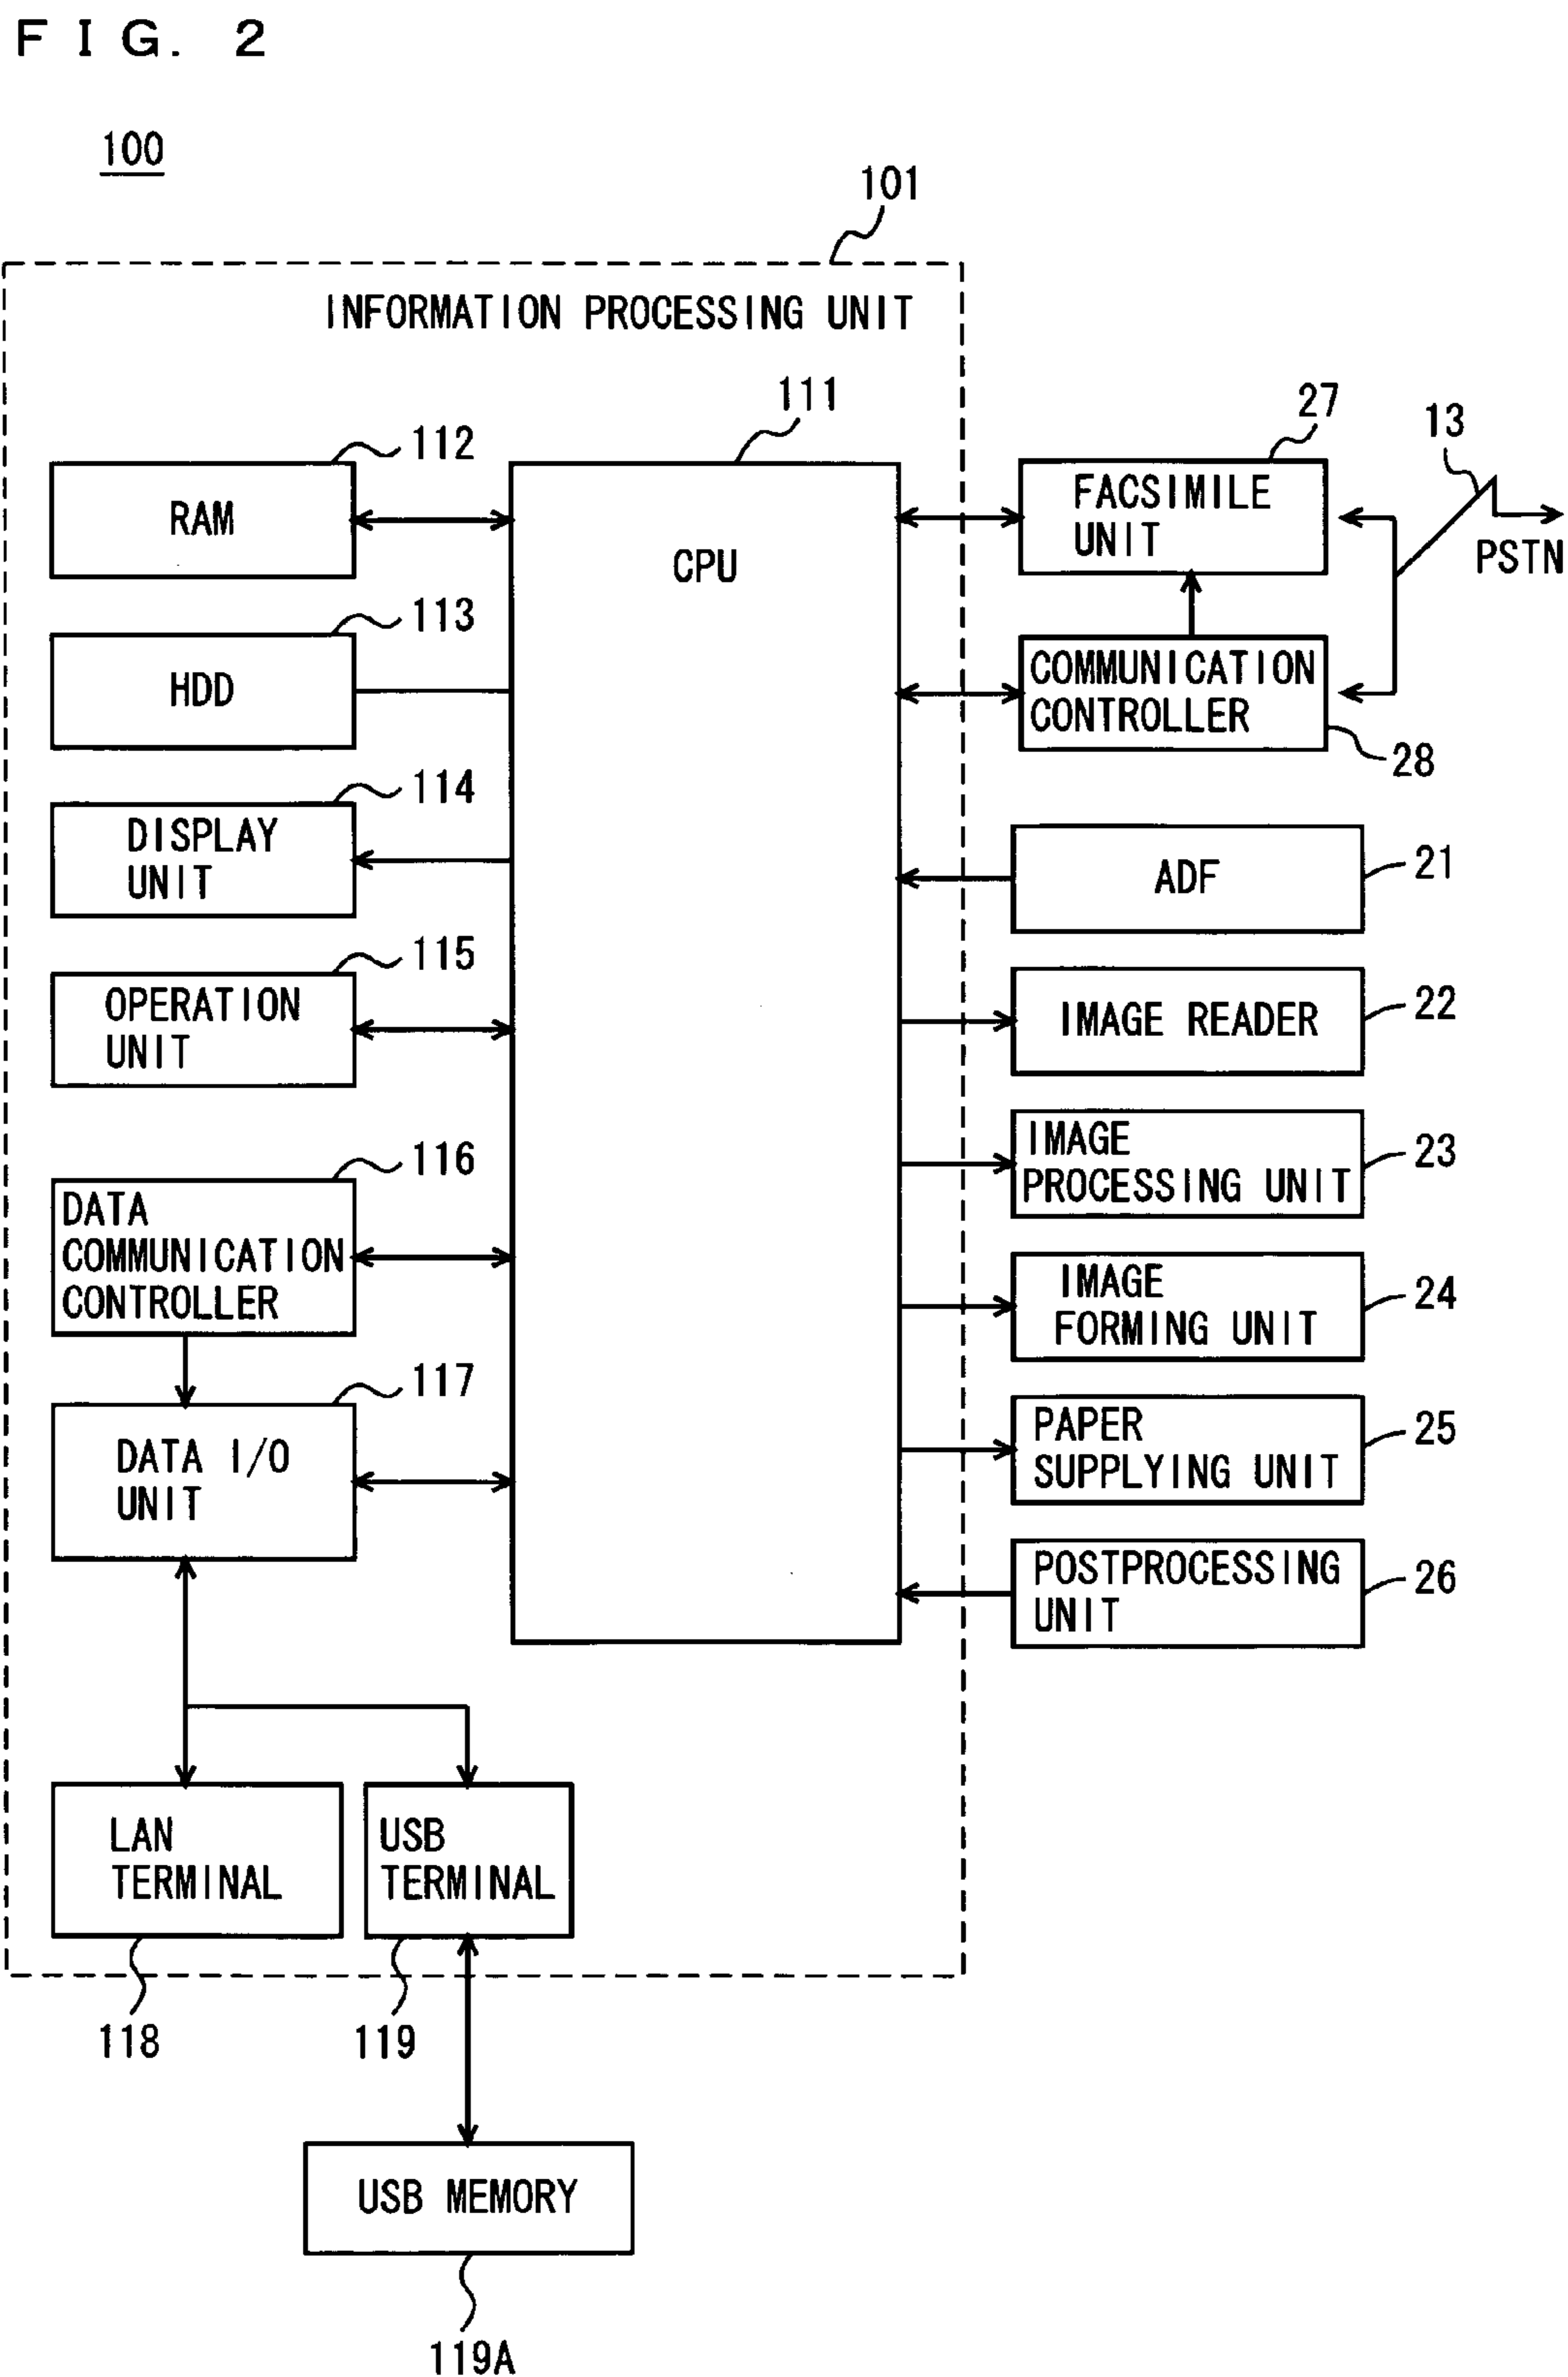 FIG. 2
100
101
INFORMATION PROCESSING UNIT
111
112
RAM
CPU
113
HDD
114
DISPLAY
UNIT
115
OPERATION
UNIT
116
DATA
COMMUNICATION
CONTROLLER
117
DATA I/O
UNIT
LAN
TERMINAL
118
USB
TERMINAL
119
USB MEMORY
119A
27
FACSIMILE
UNIT
13
PSTN
COMMUNICATION
CONTROLLER
28
ADF
21
IMAGE READER
22
IMAGE
PROCESSING UNIT
23
IMAGE
FORMING UNIT
24
PAPER
SUPPLYING UNIT
25
POSTPROCESSING
UNIT
26